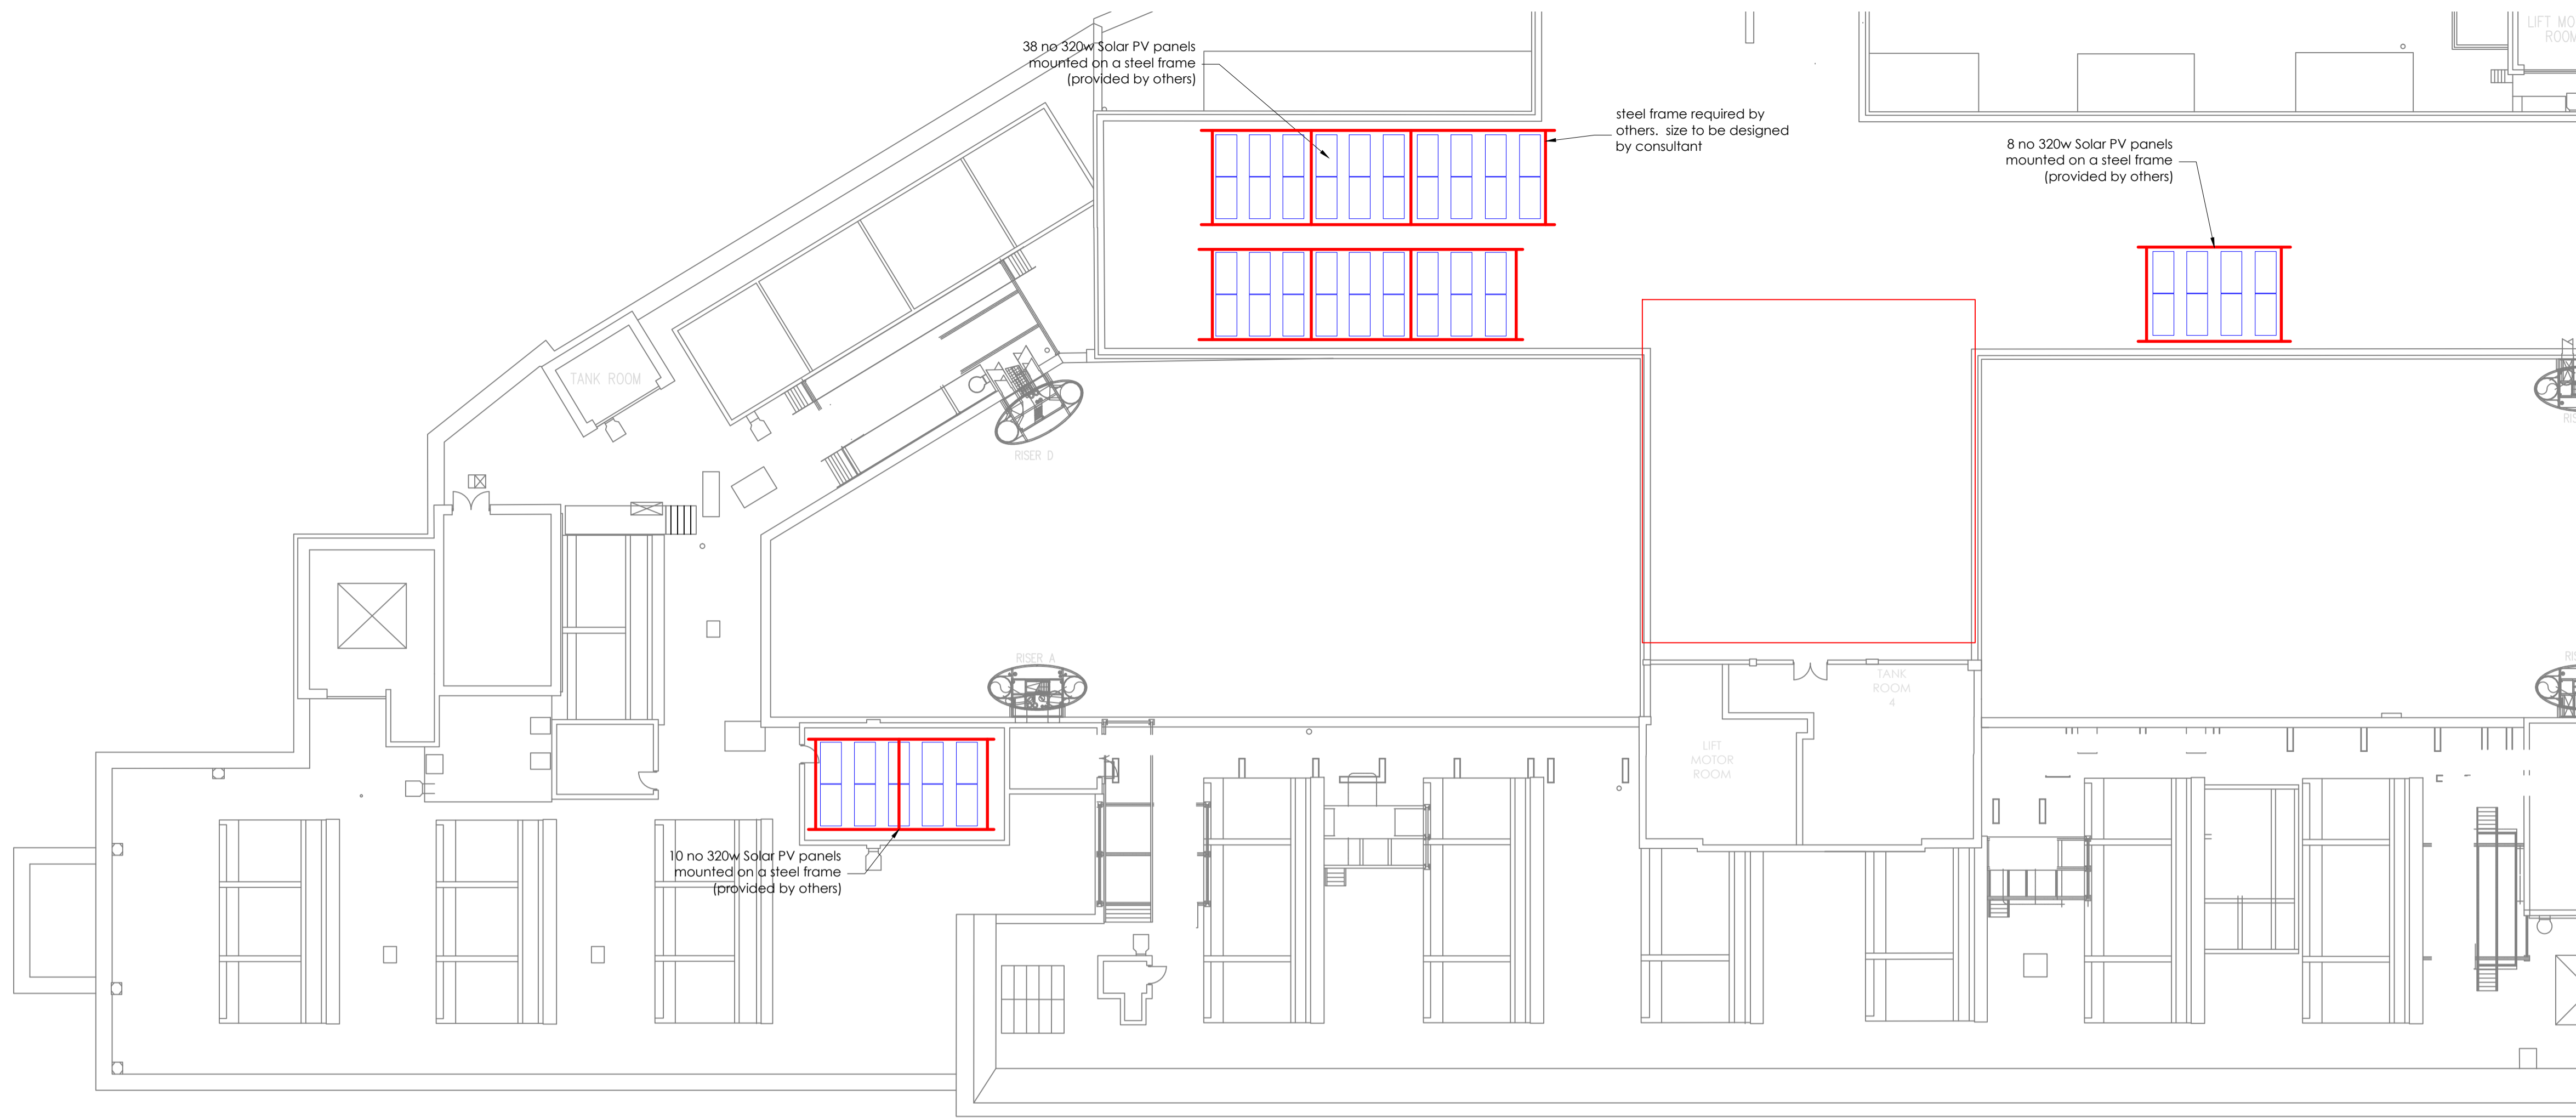 38 no 320w Solar PV panels
mounted on a steel frame
(provided by others)
steel frame required by
others.  size to be designed
by consultant
8 no 320w Solar PV panels
mounted on a steel frame
(provided by others)
LIFT
ROOM
TANK ROOM
RISER D
RISER A
TANK
ROOM
4
LIFT
MOTOR
ROOM
10 no 320w Solar PV panels
mounted on a steel frame
(provided by others)